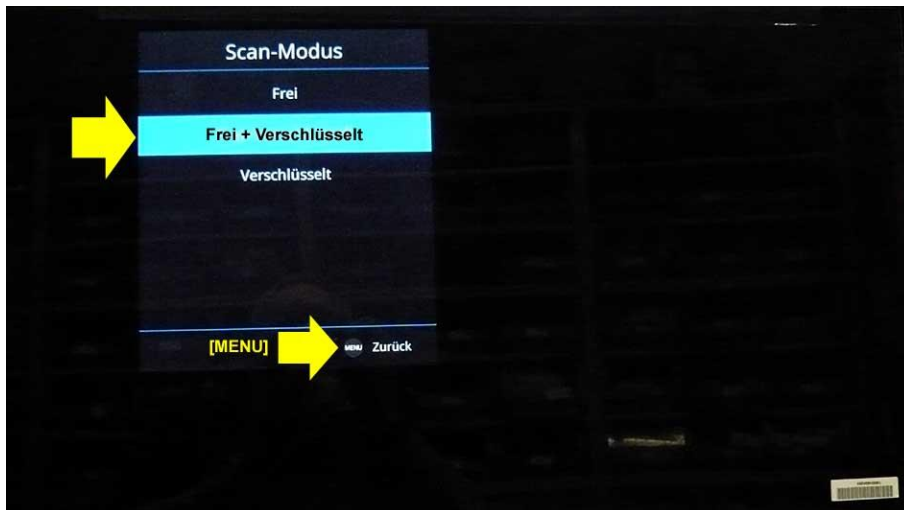 Scan-Modus
Frei
Frei + Verschlüsselt
Verschlüsselt
[MENU] MENU Zurück